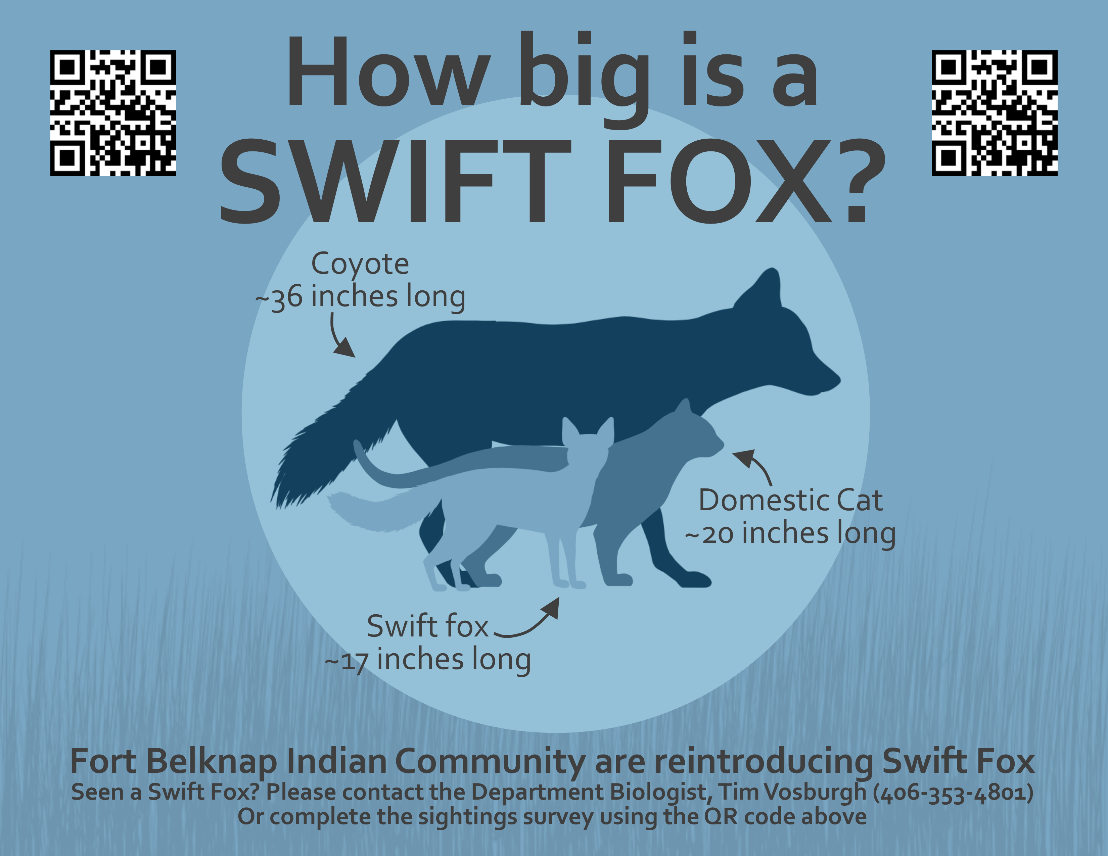 How big is a
SWIFT FOX?
Coyote
~36 inches long
Domestic Cat
~20 inches long
Swift fox
~17 inches long
Fort Belknap Indian Community are reintroducing Swift Fox
Seen a Swift Fox? Please contact the Department Biologist, Tim Vosburgh (406-353-4801)
Or complete the sightings survey using the QR code above